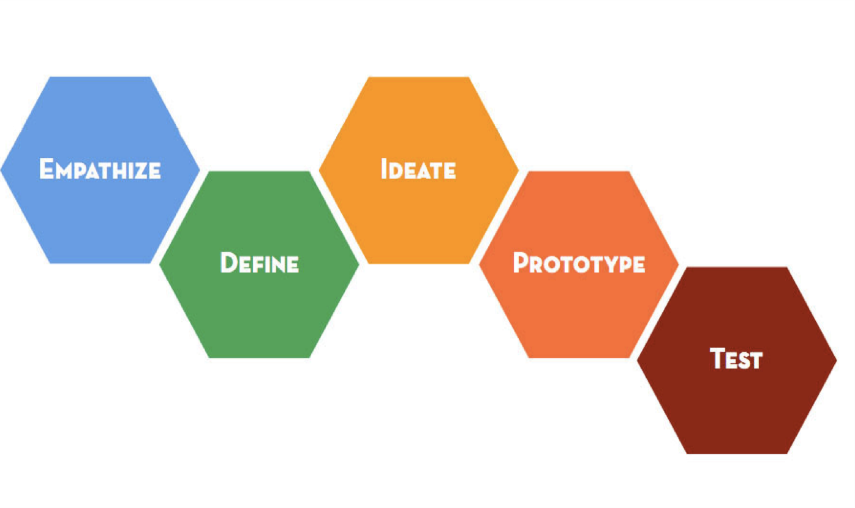 Empathize
Define
Ideate
Prototype
Test